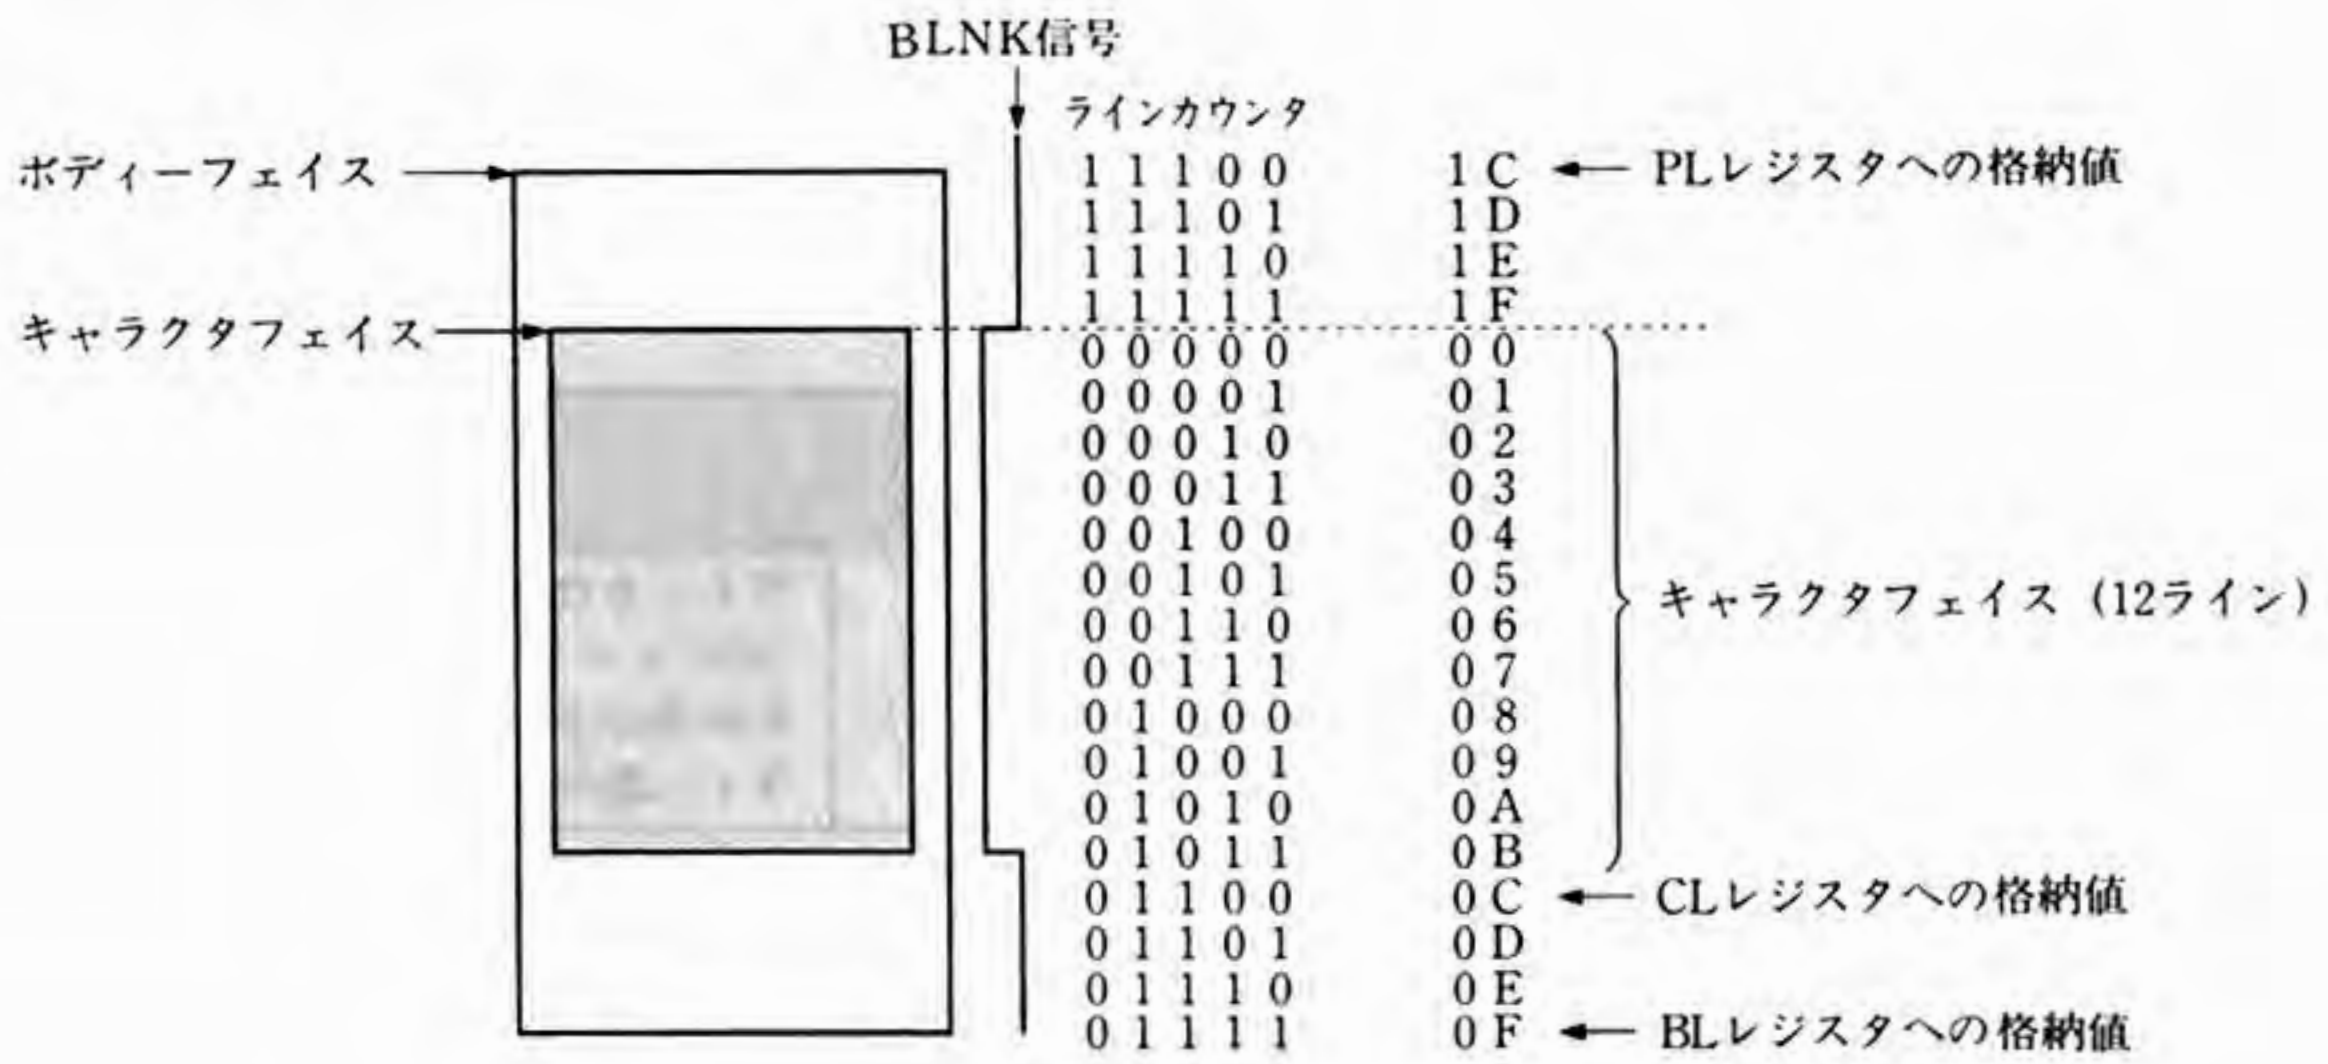 BLNK信号
ラインカウンタ
ボディーフェイス
1 1 1 0 0 1 C ← PLレジスタへの格納値
1 1 1 0 1 1 D
1 1 1 1 0 1 E
1 1 1 1 1 1 F
キャラクタフェイス
0 0 0 0 0 0 0
0 0 0 0 1 0 1
0 0 0 1 0 0 2
0 0 0 1 1 0 3
0 0 1 0 0 0 4
0 0 1 0 1 0 5
0 0 1 1 0 0 6
キャラクタフェイス (12ライン)
0 0 1 1 1 0 7
0 1 0 0 0 0 8
0 1 0 0 1 0 9
0 1 0 1 0 0 A
0 1 0 1 1 0 B
0 1 1 0 0 0 C ← CLレジスタへの格納値
0 1 1 0 1 0 D
0 1 1 1 0 0 E
0 1 1 1 1 0 F ← BLレジスタへの格納値